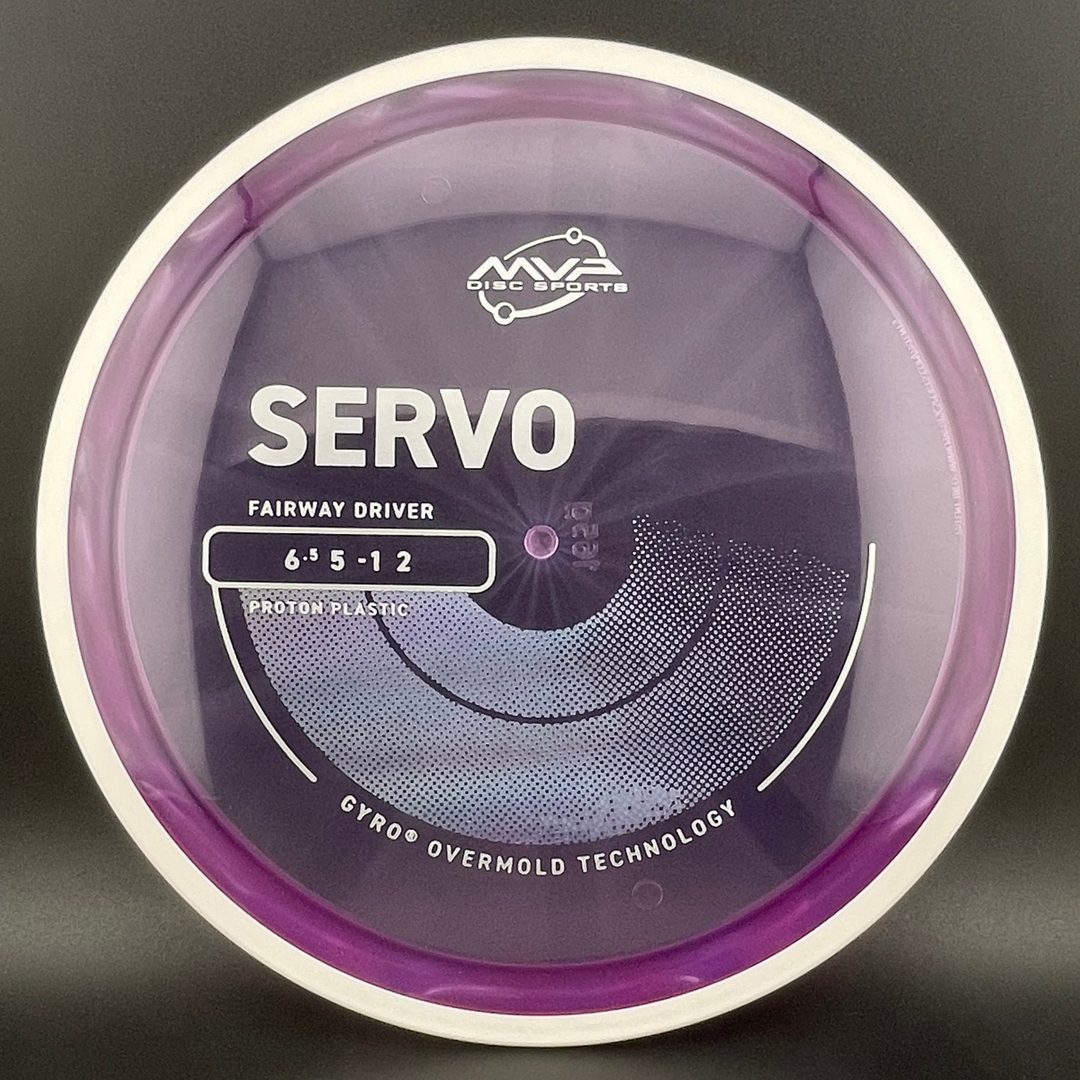 MVP
DISC SPORTS
SERVO
FAIRWAY DRIVER
6.5 5 -1 2
PROTON PLASTIC
GYRO® OVERMOLD TECHNOLOGY